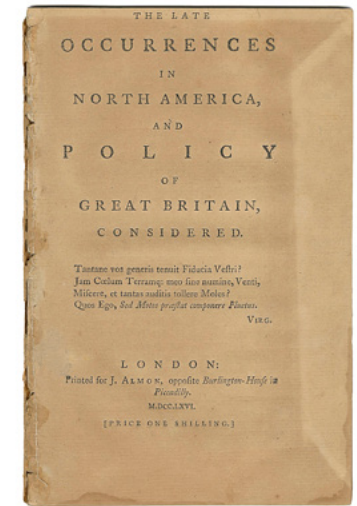 THE LATE
OCCURRENCES
IN
NORTH AMERICA,
AND
POLICY
OF
GREAT BRITAIN,
CONSIDERED.
Tantane vos generis tenuit Fiducia Veſtri?
Jam Cœlum Terramq; meo ſine numine, Venti,
Miſcere, et tantas auditis tollere Moles?
Quos Ego, Sed Motos præſtat componere Fluctus.
VIRG.
LONDON:
Printed for J. ALMON, oppoſite Burlington-Houſe in
Piccadilly.
M.DCC.LXVI.
[PRICE ONE SHILLING.]